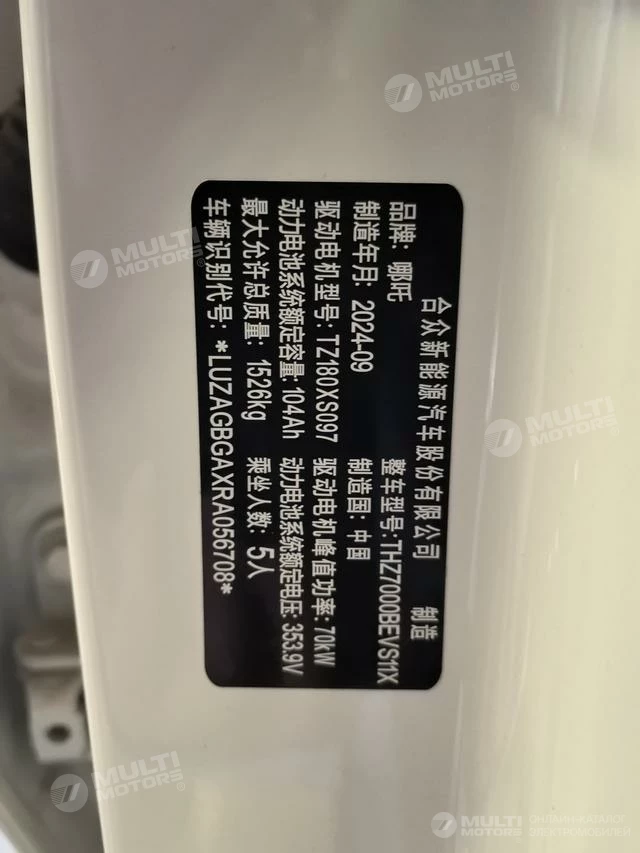 合众新能源汽车股份有限公司 制造
品牌: 哪吒 整车型号: THZ7000BEVS11X
制造年月: 2024-09 制造国: 中国
驱动电机型号: TZ180XS097 驱动电机峰值功率: 70kW
动力电池系统额定容量: 104Ah 动力电池系统额定电压: 353.9V
最大允许总质量: 1526kg 乘坐人数: 5人
车辆识别代号: *LUZAGBGAXRA056708*
MULTI
MOTORS®
MULTI
MOTORS®
MULTI
MOTORS®
MULTI
MOTORS®
MULTI
MOTORS®
ОНЛАЙН-КАТАЛОГ
ЭЛЕКТРОМОБИЛЕЙ